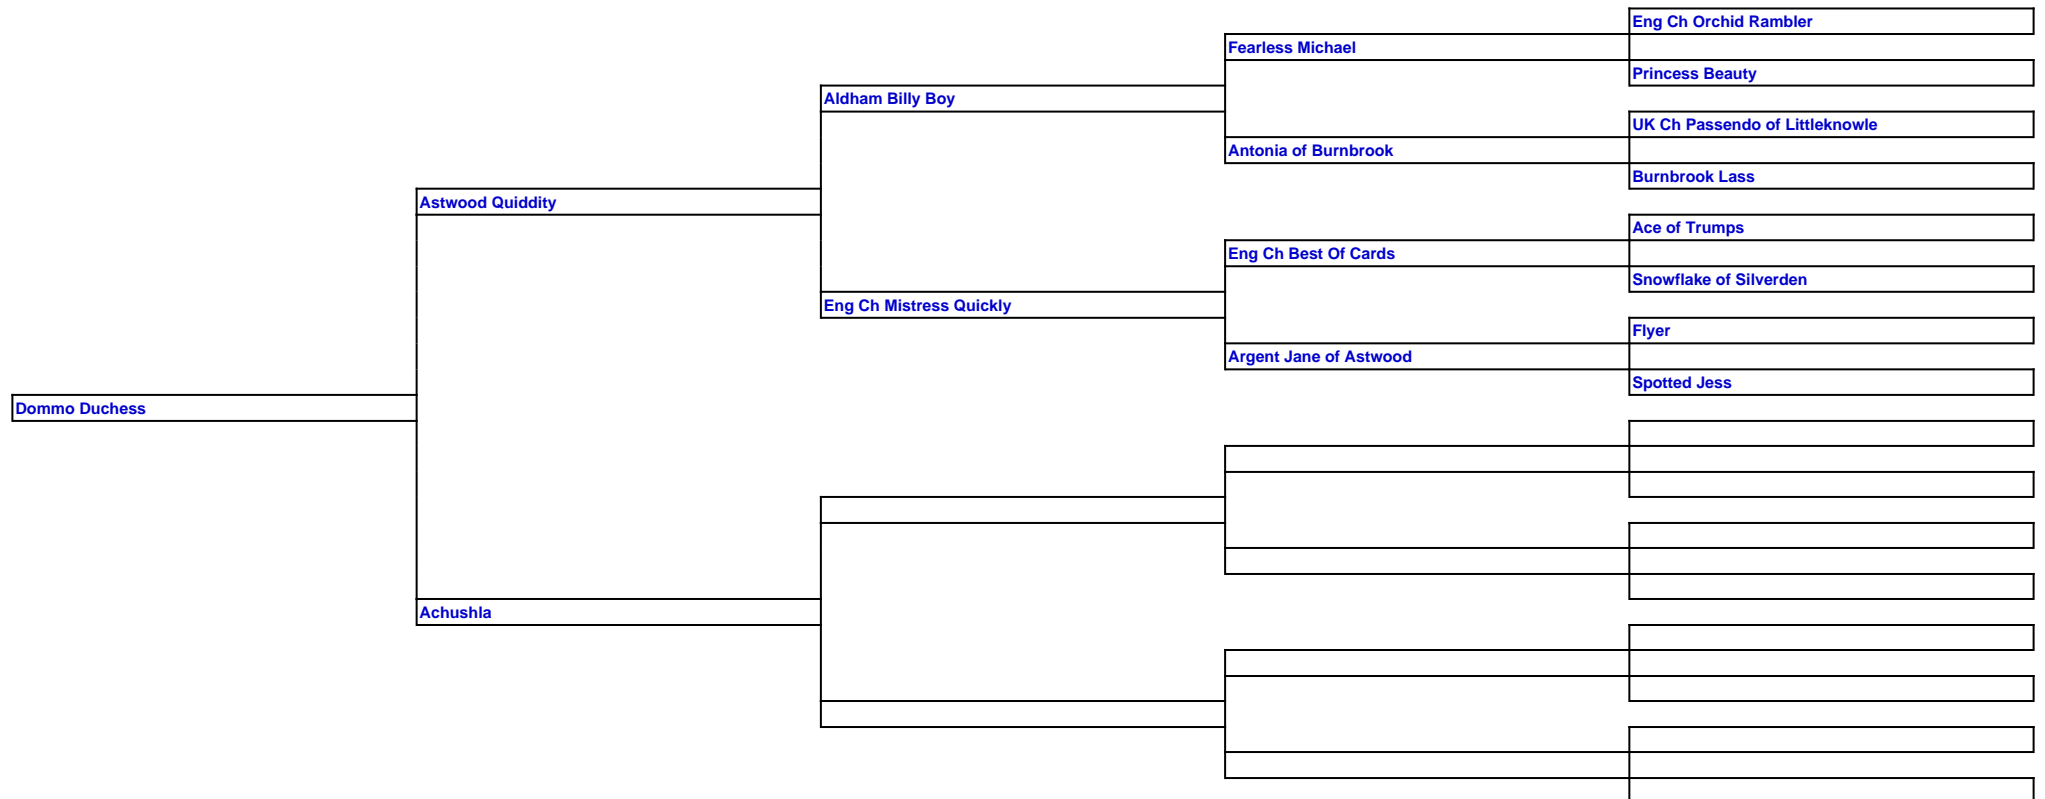 Eng Ch Orchid Rambler
Fearless Michael
Princess Beauty
Aldham Billy Boy
UK Ch Passendo of Littleknowle
Antonia of Burnbrook
Burnbrook Lass
Astwood Quiddity
Ace of Trumps
Eng Ch Best Of Cards
Snowflake of Silverden
Eng Ch Mistress Quickly
Flyer
Argent Jane of Astwood
Spotted Jess
Dommo Duchess
Achushla